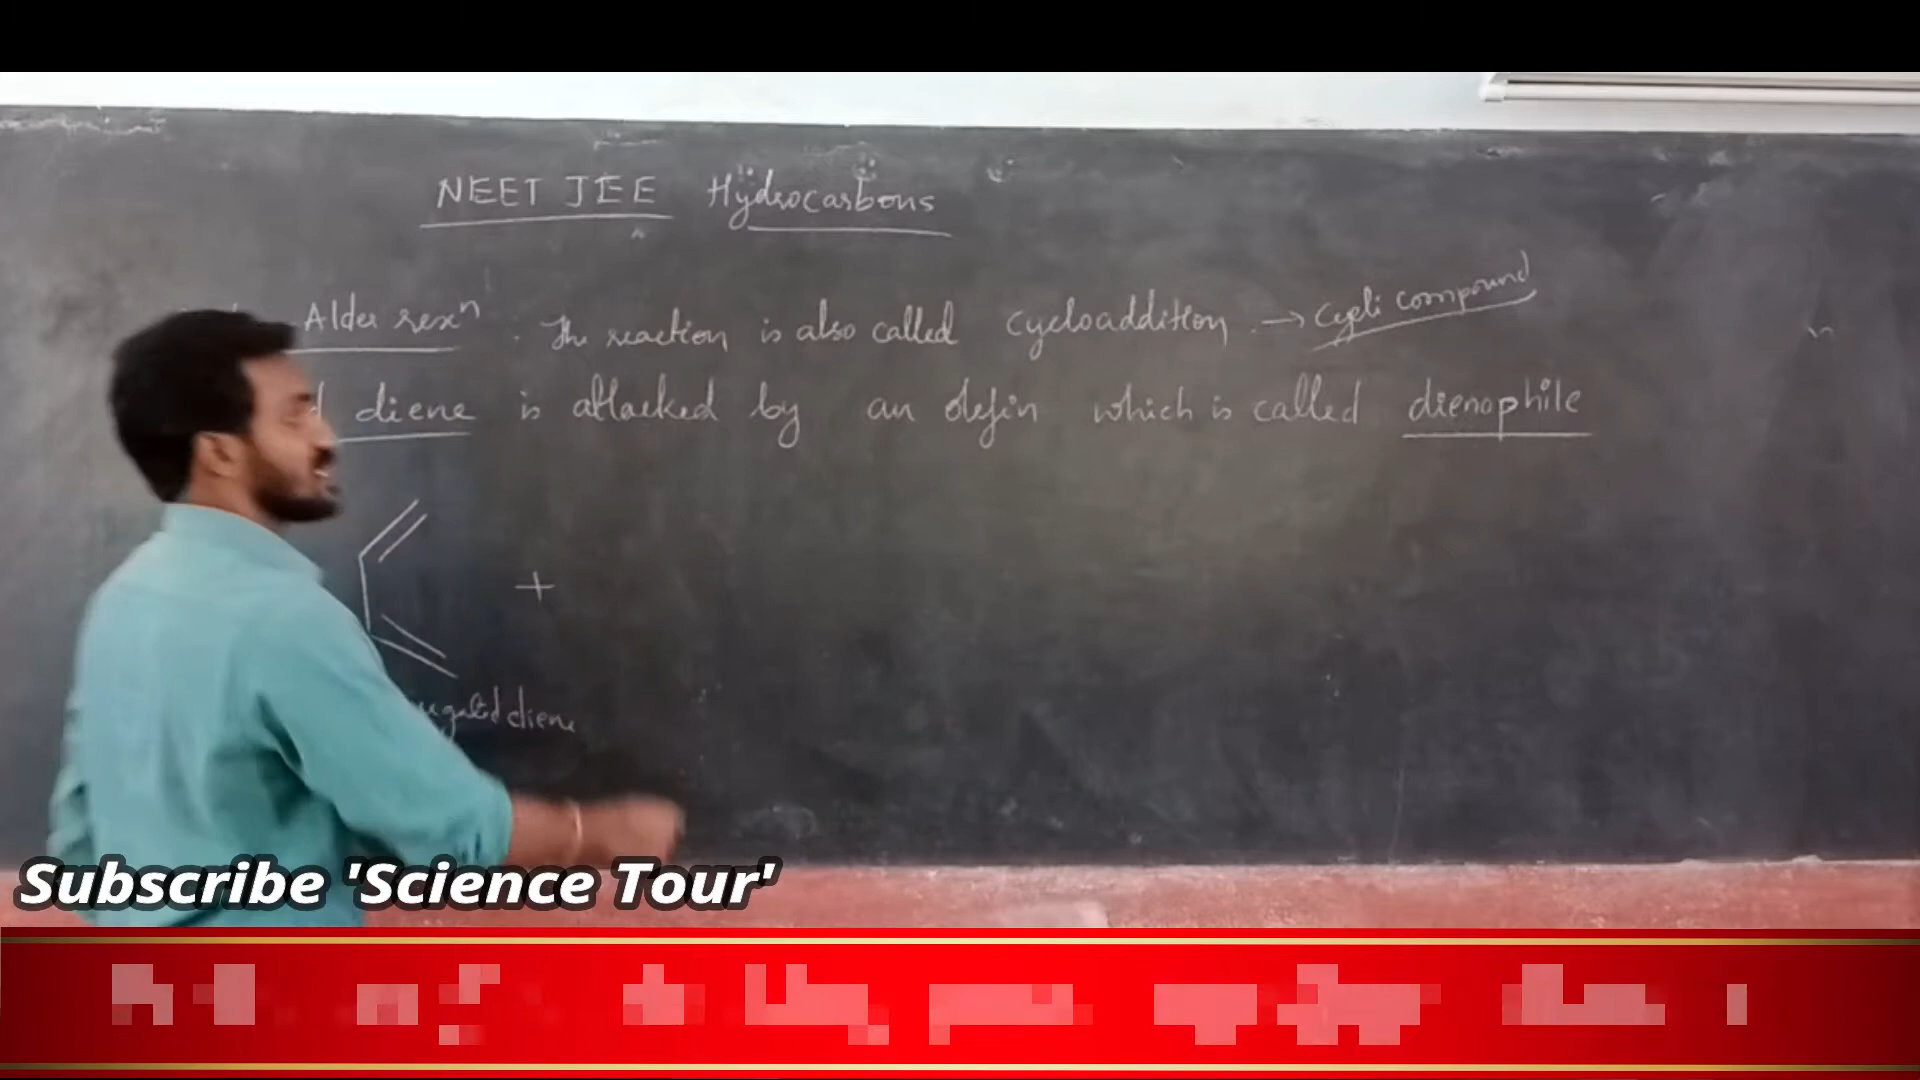 NEET JEE Hydrocarbons
Alder rexⁿ . The reaction is also called cycloaddition. → Cycli compound
diene is attacked by an olefin which is called dienophile
+
diene
Subscribe 'Science Tour'